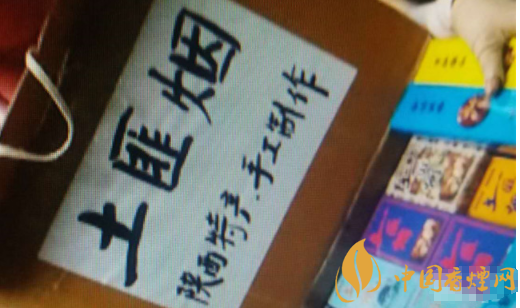 土匪烟
陕西特产.手工制作
中国香烟网